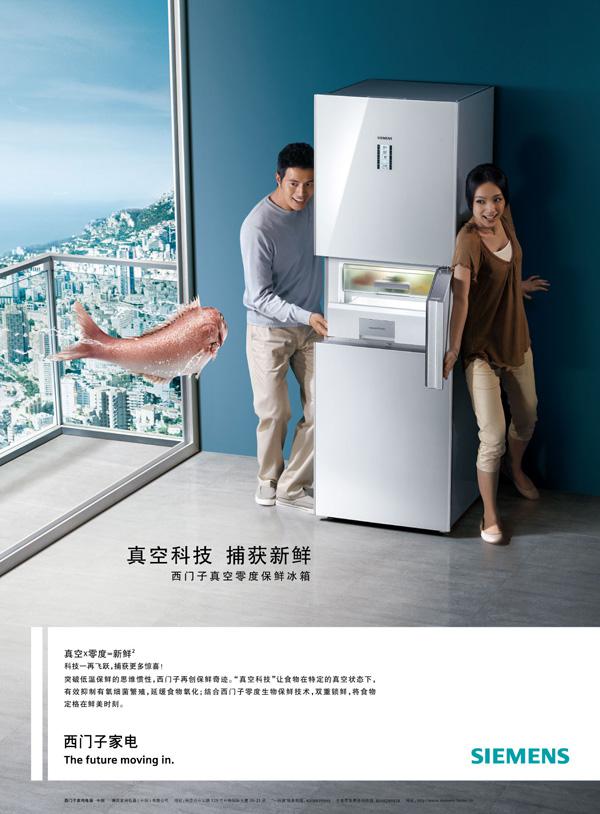 SIEMENS
真空科技 捕获新鲜
西门子真空零度保鲜冰箱
真空x零度=新鲜²
科技一再飞跃,捕获更多惊喜!
突破低温保鲜的思维惯性,西门子再创保鲜奇迹。“真空科技”让食物在特定的真空状态下,
有效抑制有氧细菌繁殖,延缓食物氧化;结合西门子零度生物保鲜技术,双重锁鲜,将食物
定格在鲜美时刻。
西门子家电
The future moving in.
SIEMENS